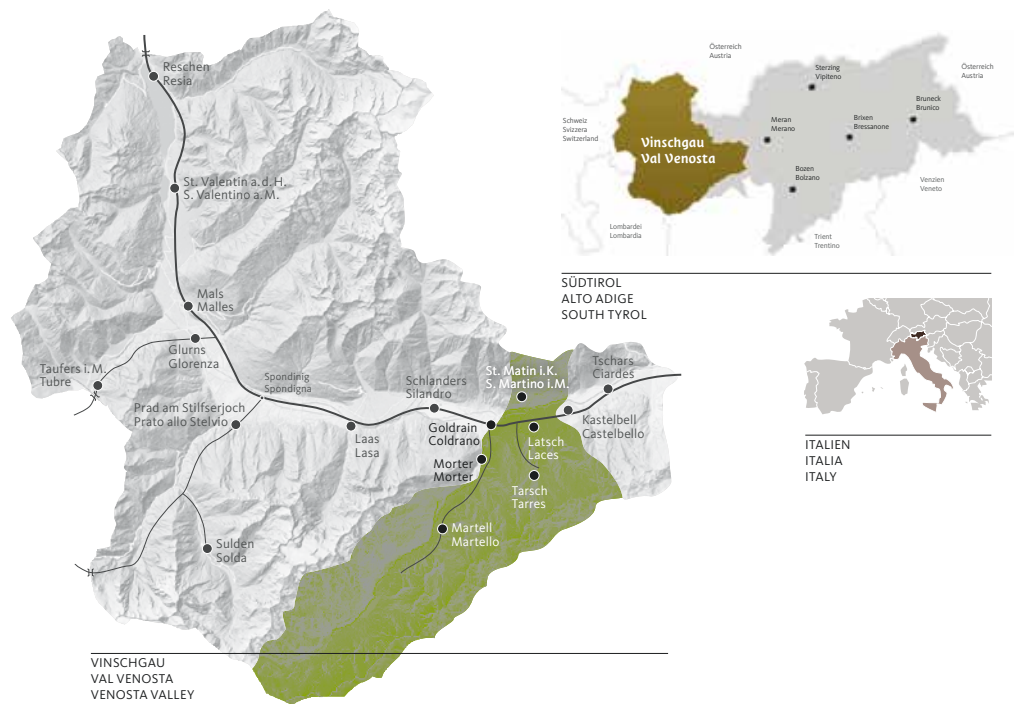 Reschen
Resia
St. Valentin a.d.H.
S. Valentino a.M.
Mals
Malles
Glurns
Glorenza
Taufers i.M.
Tubre
Spondinig
Spondigna
Prad am Stilfserjoch
Prato allo Stelvio
Sulden
Solda
Laas
Lasa
Schlanders
Silandro
Goldrain
Coldrano
Morter
Morter
Martell
Martello
St. Matin i.K.
S. Martino i.M.
Latsch
Laces
Tarsch
Tarres
Tschars
Ciardes
Kastelbell
Castelbello
VINSCHGAU
VAL VENOSTA
VENOSTA VALLEY
Österreich
Austria
Österreich
Austria
Schweiz
Svizzera
Switzerland
Vinschgau
Val Venosta
Sterzing
Vipiteno
Meran
Merano
Brixen
Bressanone
Bruneck
Brunico
Bozen
Bolzano
Venzien
Veneto
Lombardei
Lombardia
Trient
Trentino
SÜDTIROL
ALTO ADIGE
SOUTH TYROL
ITALIEN
ITALIA
ITALY